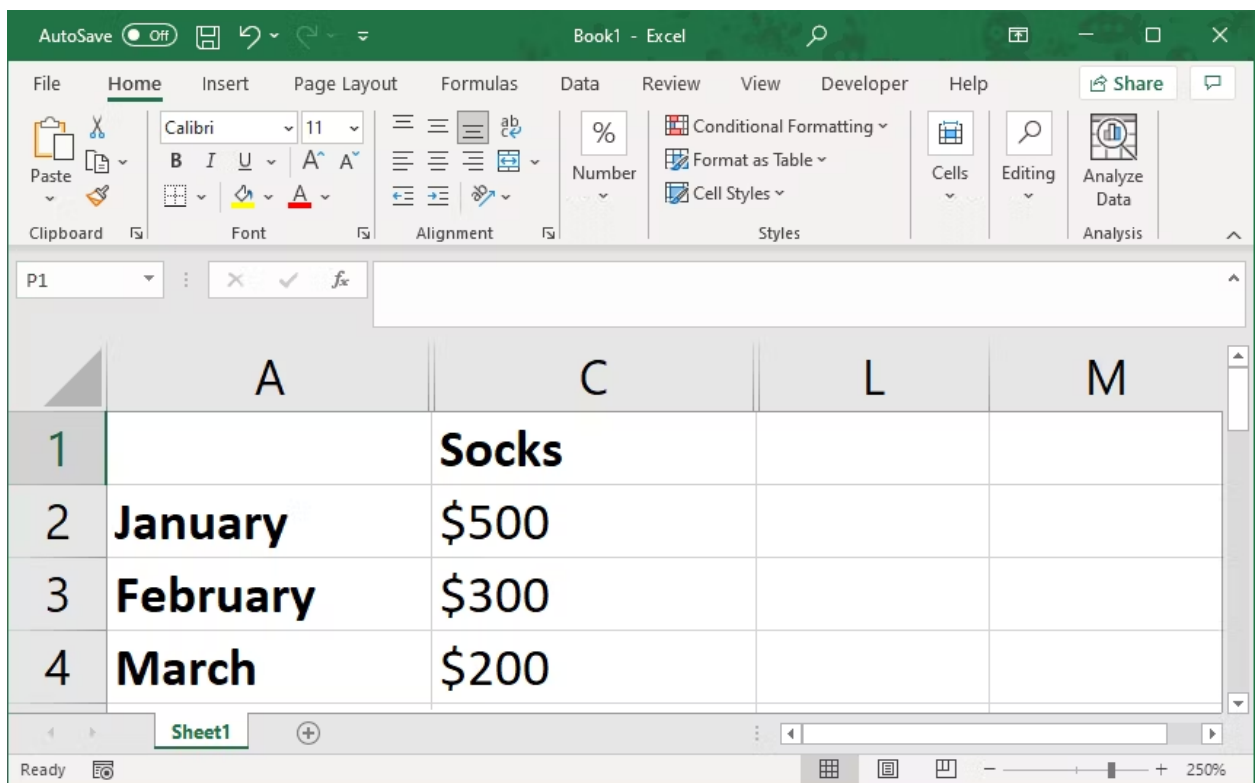 AutoSave Off Book1 - Excel
File Home Insert Page Layout Formulas Data Review View Developer Help Share
Paste
Clipboard
Calibri 11
B I U A A
A
Font
ab
Alignment
%
Number
Conditional Formatting
Format as Table
Cell Styles
Styles
Cells
Editing
Analyze
Data
Analysis
P1 fx
A C L M
1 Socks
2 January $500
3 February $300
4 March $200
Sheet1
Ready 250%